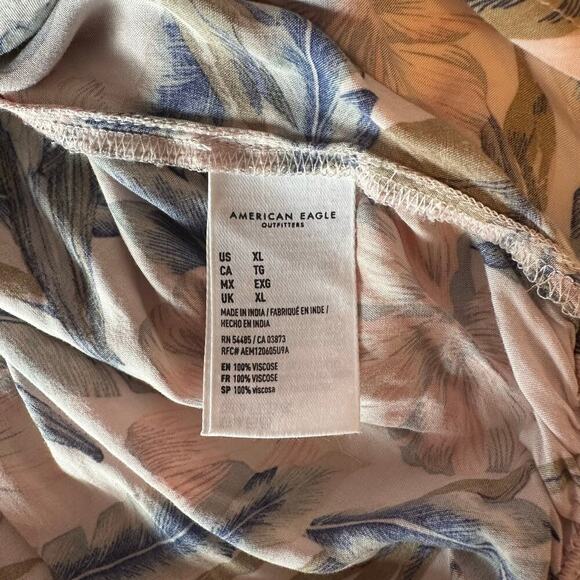 AMERICAN EAGLE
OUTFITTERS
US XL
CA TG
MX EXG
UK XL
MADE IN INDIA / FABRIQUÉ EN INDE /
HECHO EN INDIA
RN 54485 / CA 03873
RFC# AEM120605U9A
EN 100% VISCOSE
FR 100% VISCOSE
SP 100% viscosa